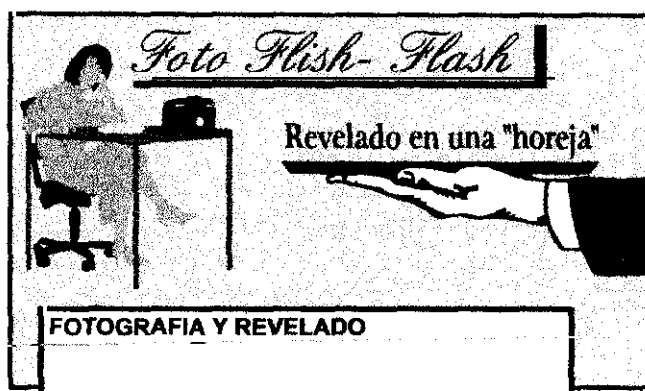 Foto Flish- Flash
Revelado en una "horeja"
FOTOGRAFIA Y REVELADO